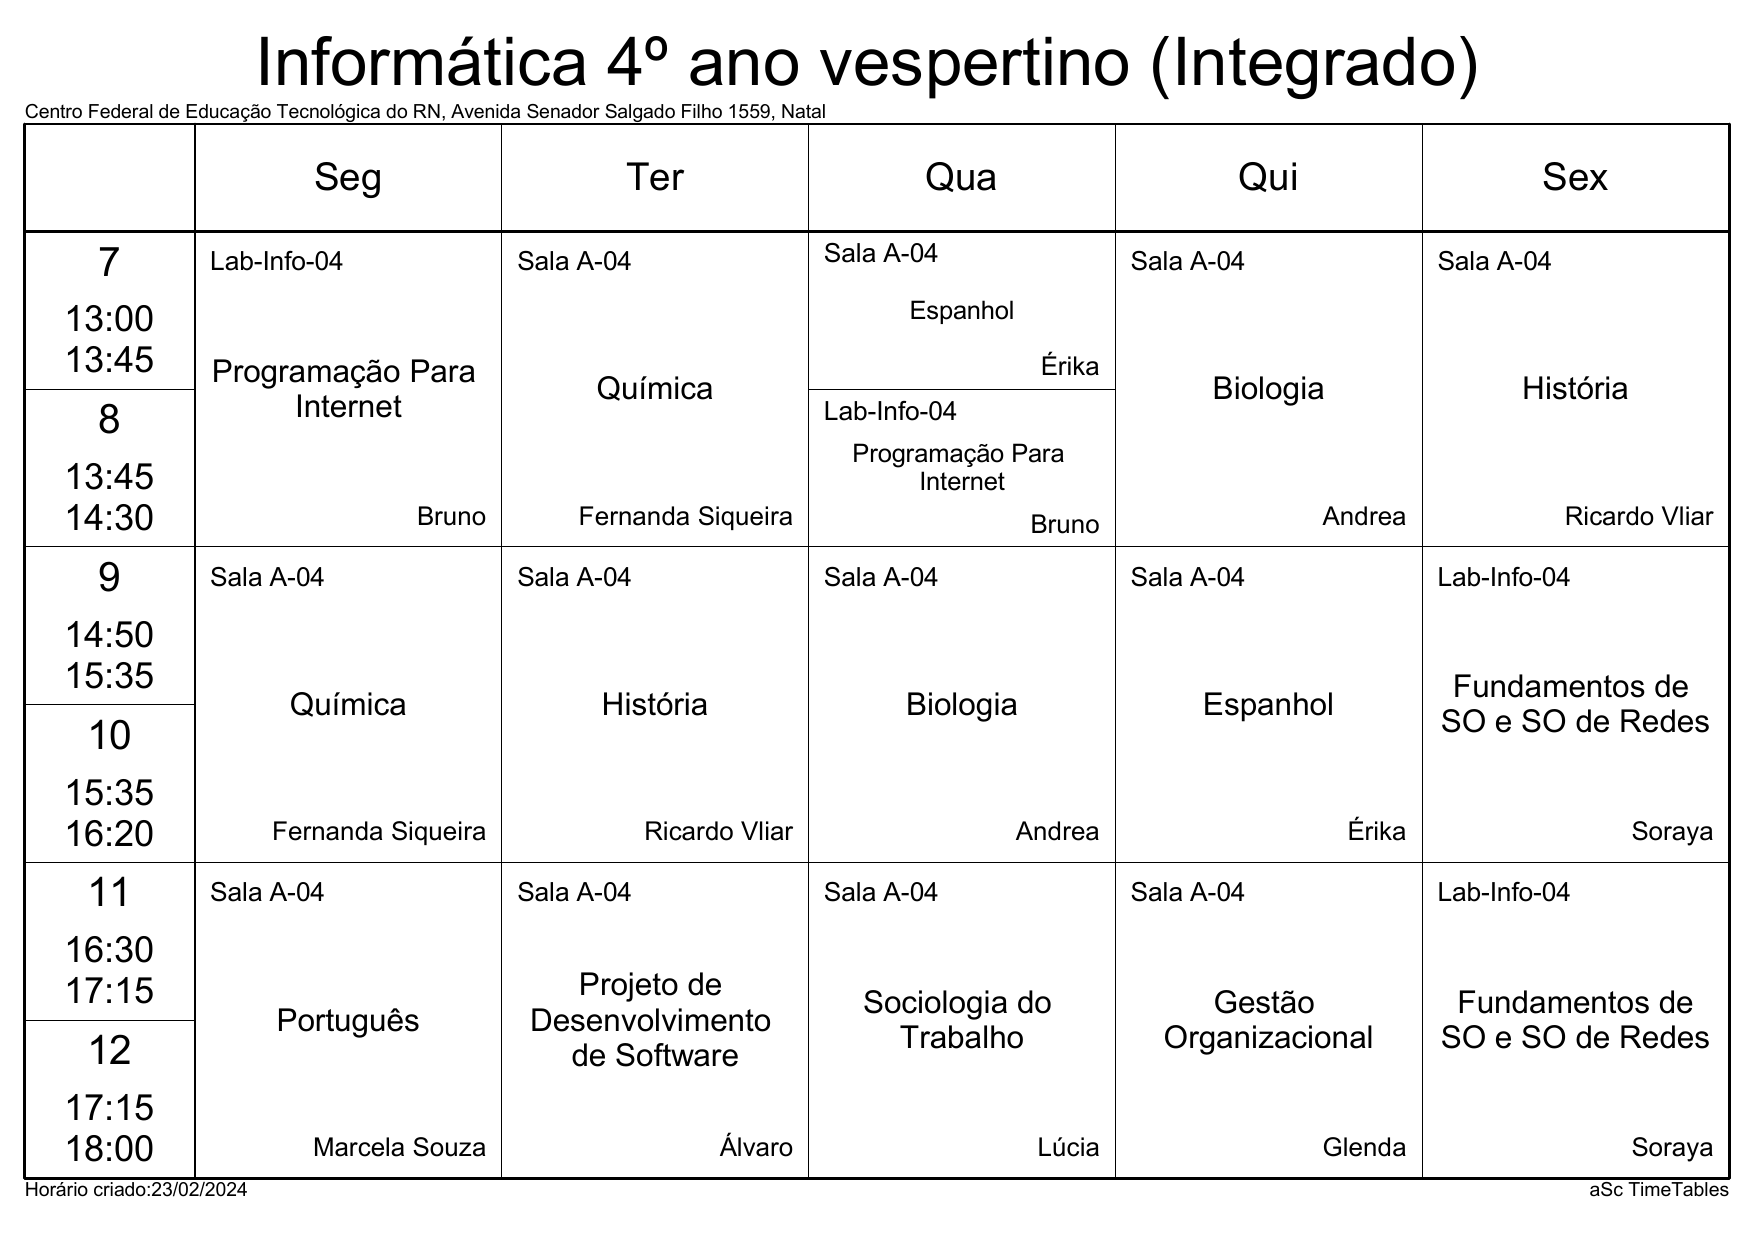 Informática 4º ano vespertino (Integrado)
Centro Federal de Educação Tecnológica do RN, Avenida Senador Salgado Filho 1559, Natal
Seg
Ter
Qua
Qui
Sex
7
13:00
13:45
Lab-Info-04
Programação Para
Internet
Bruno
Sala A-04
Química
Fernanda Siqueira
Sala A-04
Espanhol
Érika
Sala A-04
Biologia
Andrea
Sala A-04
História
Ricardo Vliar
8
13:45
14:30
Lab-Info-04
Programação Para
Internet
Bruno
9
14:50
15:35
Sala A-04
Química
Fernanda Siqueira
Sala A-04
História
Ricardo Vliar
Sala A-04
Biologia
Andrea
Sala A-04
Espanhol
Érika
Lab-Info-04
Fundamentos de
SO e SO de Redes
Soraya
10
15:35
16:20
11
16:30
17:15
Sala A-04
Português
Marcela Souza
Sala A-04
Projeto de
Desenvolvimento
de Software
Álvaro
Sala A-04
Sociologia do
Trabalho
Lúcia
Sala A-04
Gestão
Organizacional
Glenda
Lab-Info-04
Fundamentos de
SO e SO de Redes
Soraya
12
17:15
18:00
Horário criado:23/02/2024
aSc TimeTables